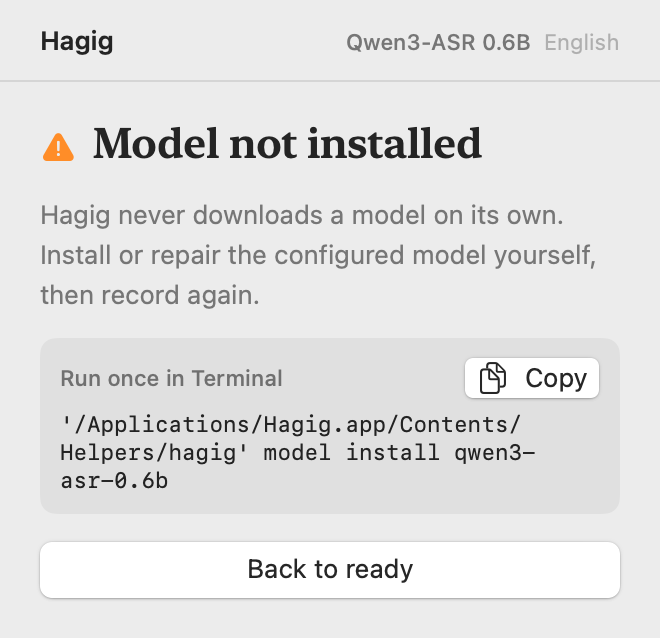 Hagig
Qwen3-ASR 0.6B English
Model not installed
Hagig never downloads a model on its own.
Install or repair the configured model yourself,
then record again.
Run once in Terminal
Copy
'/Applications/Hagig.app/Contents/
Helpers/hagig' model install qwen3-
asr-0.6b
Back to ready